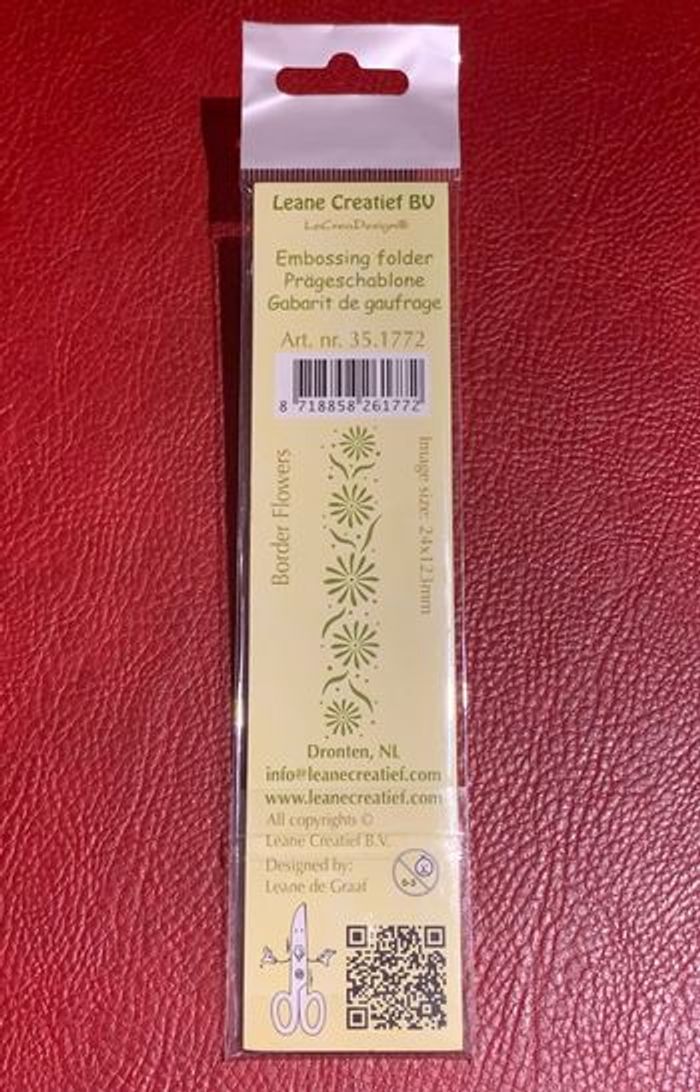 Leane Creatief BV
LeCreaDesign®
Embossing folder
Prägeschablone
Gabarit de gaufrage
Art. nr. 35.1772
8 718858 261772
Border Flowers
Image size: 24x123mm
Dronten, NL
info@leanecreatief.com
www.leanecreatief.com
All copyrights ©
Leane Creatief B.V.
Designed by:
Leane de Graaf
0-3